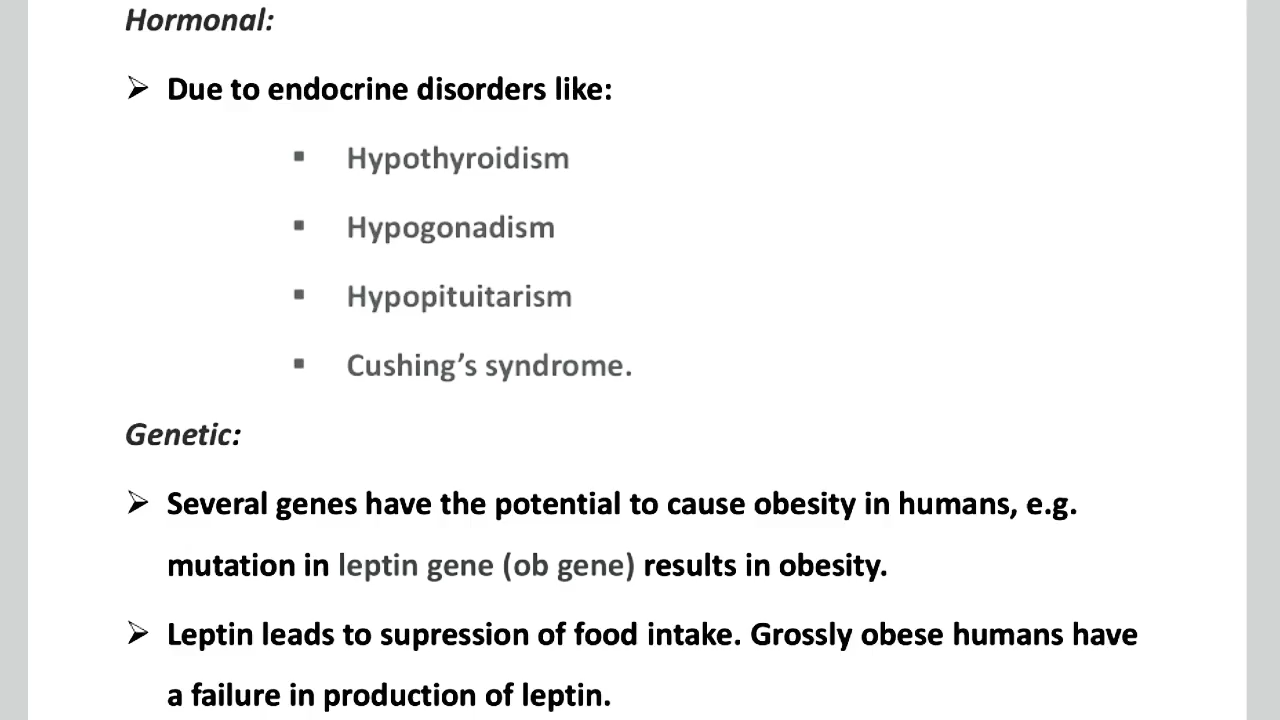 Hormonal:
➢ Due to endocrine disorders like:
▪ Hypothyroidism
▪ Hypogonadism
▪ Hypopituitarism
▪ Cushing’s syndrome.
Genetic:
➢ Several genes have the potential to cause obesity in humans, e.g.
mutation in leptin gene (ob gene) results in obesity.
➢ Leptin leads to supression of food intake. Grossly obese humans have
a failure in production of leptin.